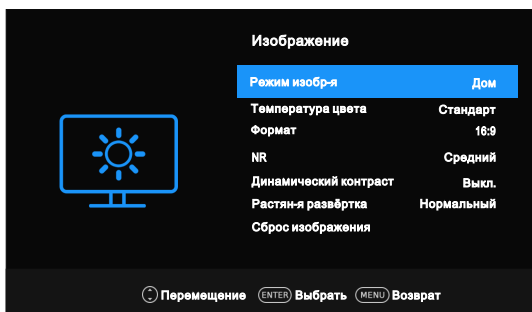 Изображение
Режим изобр-я Дом
Температура цвета Стандарт
Формат 16:9
NR Средний
Динамический контраст Выкл.
Растян-я развёртка Нормальный
Сброс изображения
Перемещение ENTER Выбрать MENU Возврат